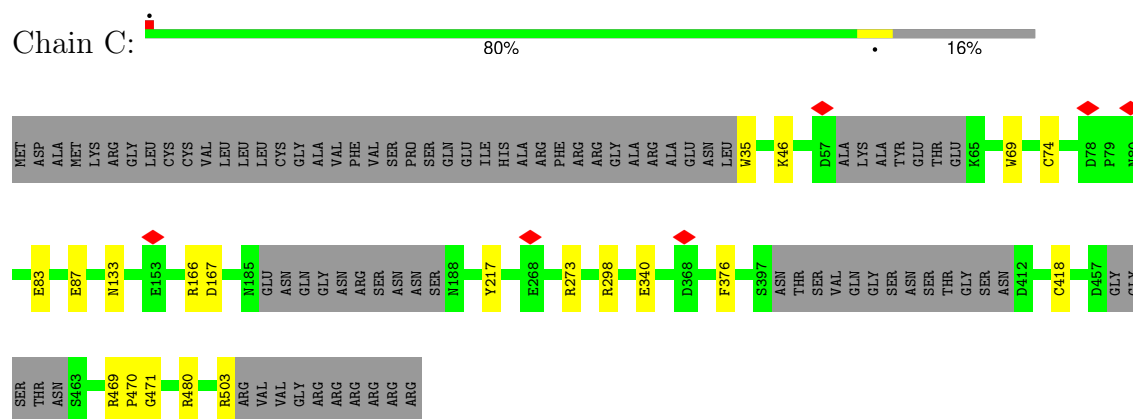 Chain C:
80%
16%
MET ASP ALA MET LYS ARG GLY LEU CYS CYS VAL LEU LEU LEU CYS GLY ALA VAL PHE VAL SER PRO SER GLN GLU ILE HIS ALA ARG PHE ARG ARG GLY ALA ARG ALA GLU ASN LEU W35 K46 D57 ALA LYS ALA TYR GLU THR GLU K65 W69 C74 D78 P79 N80
E83 E87 N133 E153 R166 D167 N185 GLU ASN GLN GLY ASN ARG SER ASN ASN SER N188 Y217 E268 R273 R298 E340 D368 F376 S397 ASN THR SER VAL GLN GLY SER ASN SER THR GLY SER ASN D412 C418 D457 GLY GLY
SER THR ASN S463 R469 P470 G471 R480 R503 ARG VAL VAL GLY ARG ARG ARG ARG ARG ARG